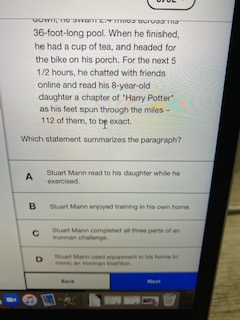 down, he swam 2.4 miles across his
36-foot-long pool. When he finished,
he had a cup of tea, and headed for
the bike on his porch. For the next 5
1/2 hours, he chatted with friends
online and read his 8-year-old
daughter a chapter of "Harry Potter"
as his feet spun through the miles –
112 of them, to be exact.
Which statement summarizes the paragraph?
A Stuart Mann read to his daughter while he
exercised.
B Stuart Mann enjoyed training in his own home.
C Stuart Mann completed all three parts of an
Ironman challenge.
D Stuart Mann used equipment in his home to
mimic an Ironman triathlon.
Back Next